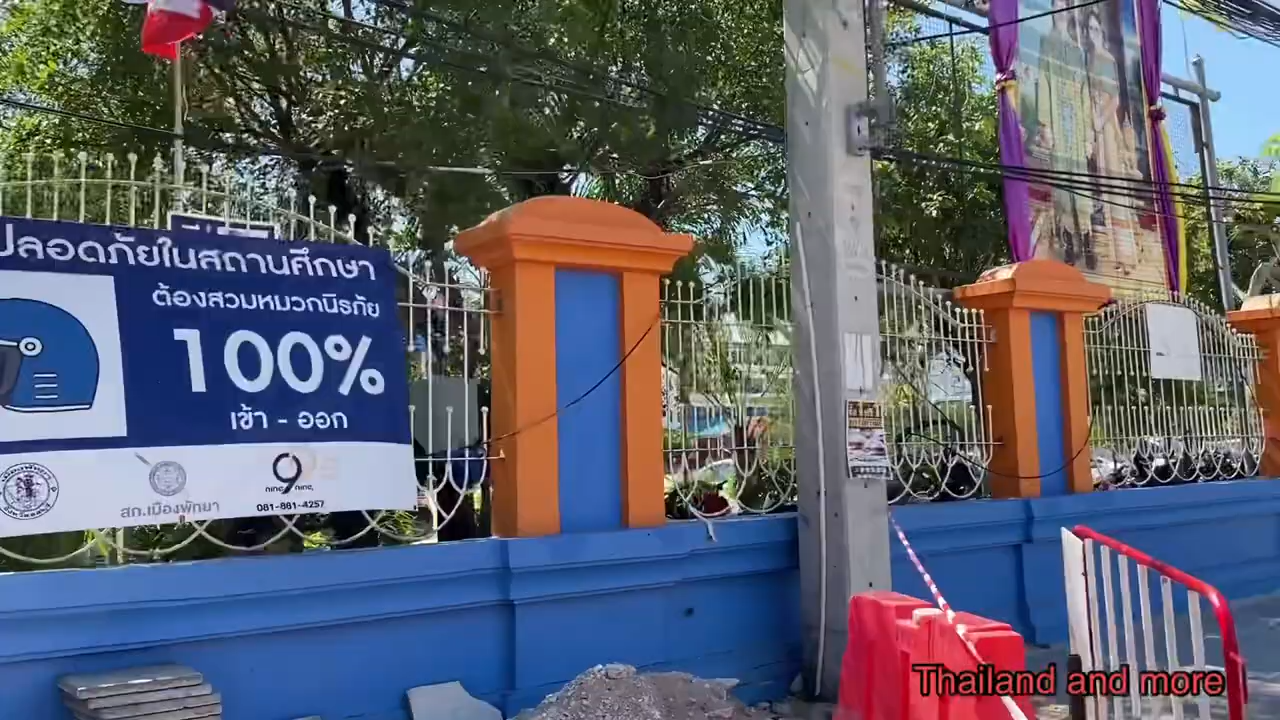 ปลอดภัยในสถานศึกษา
ต้องสวมหมวกนิรภัย
100%
เข้า - ออก
สภ.เมืองพัทยา
081-881-4257
Thailand and more